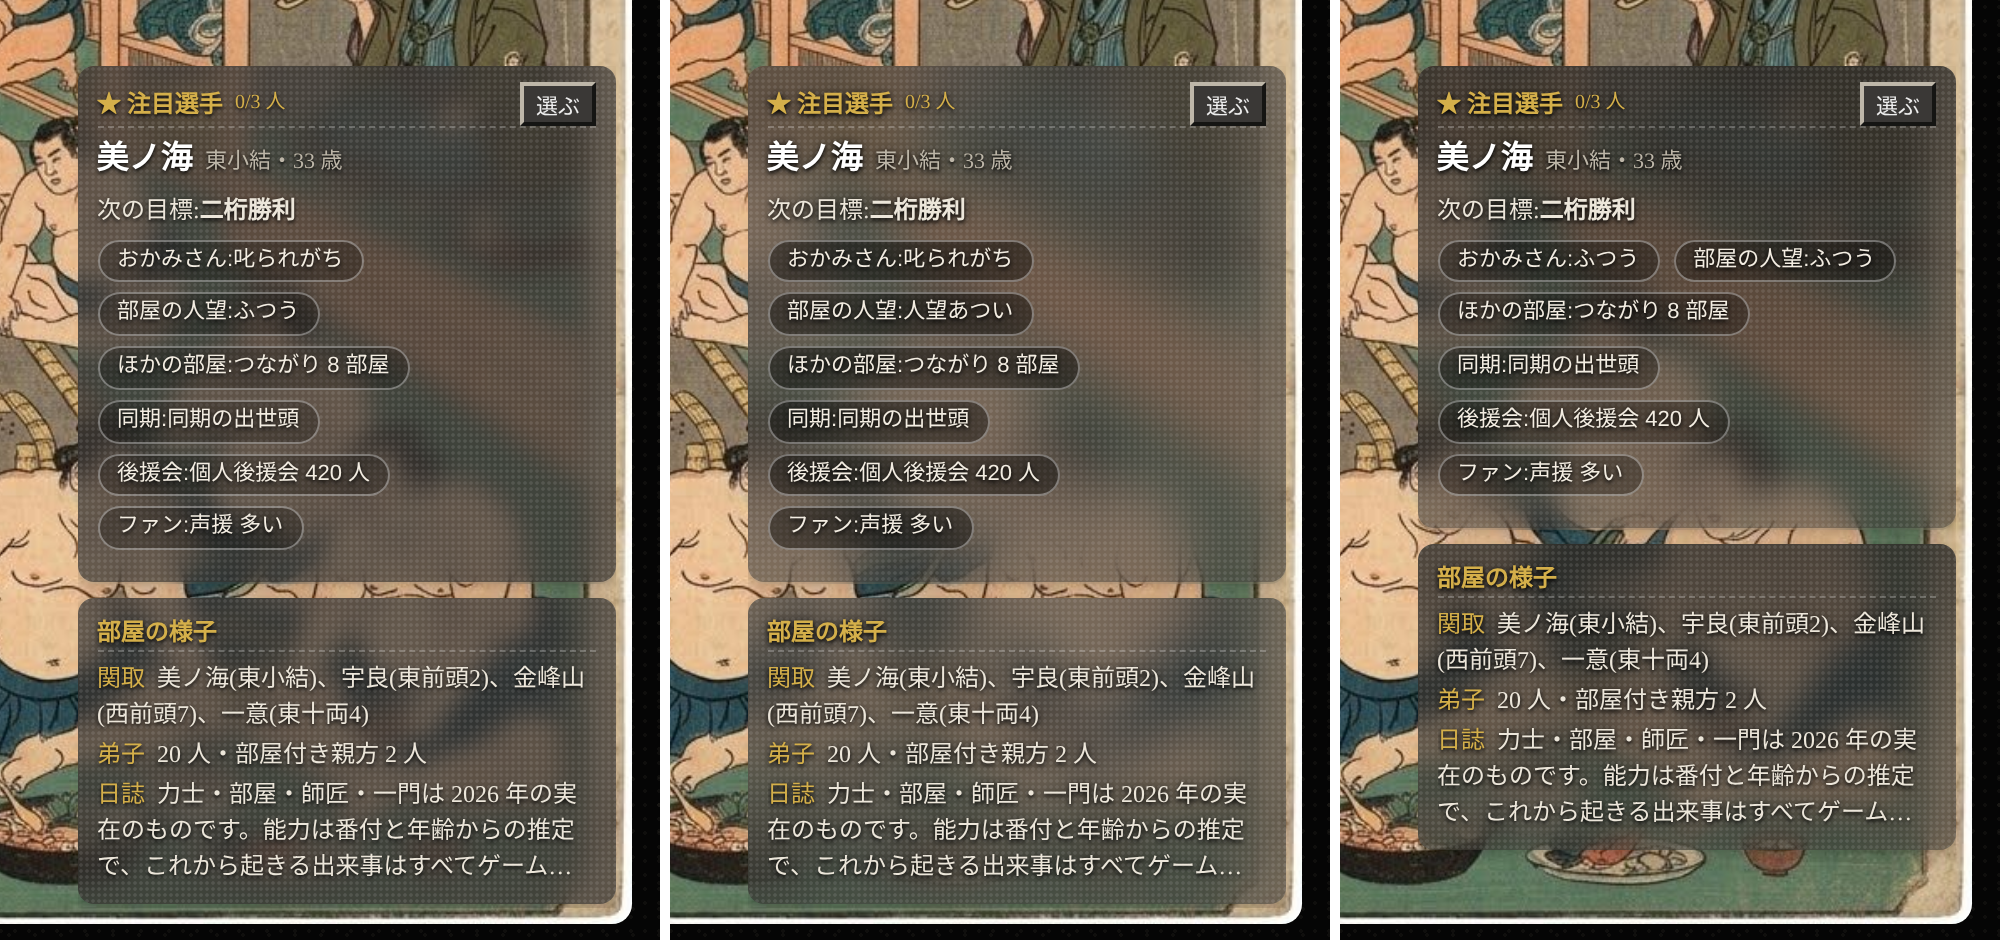 ★ 注目選手 0/3 人 選ぶ
美ノ海 東小結・33 歳
次の目標:二桁勝利
おかみさん:叱られがち
部屋の人望:ふつう
ほかの部屋:つながり 8 部屋
同期:同期の出世頭
後援会:個人後援会 420 人
ファン:声援 多い
部屋の様子
関取 美ノ海(東小結)、宇良(東前頭2)、金峰山
(西前頭7)、一意(東十両4)
弟子 20 人・部屋付き親方 2 人
日誌 力士・部屋・師匠・一門は 2026 年の実
在のものです。能力は番付と年齢からの推定
で、これから起きる出来事はすべてゲーム…
★ 注目選手 0/3 人 選ぶ
美ノ海 東小結・33 歳
次の目標:二桁勝利
おかみさん:叱られがち
部屋の人望:人望あつい
ほかの部屋:つながり 8 部屋
同期:同期の出世頭
後援会:個人後援会 420 人
ファン:声援 多い
部屋の様子
関取 美ノ海(東小結)、宇良(東前頭2)、金峰山
(西前頭7)、一意(東十両4)
弟子 20 人・部屋付き親方 2 人
日誌 力士・部屋・師匠・一門は 2026 年の実
在のものです。能力は番付と年齢からの推定
で、これから起きる出来事はすべてゲーム…
★ 注目選手 0/3 人 選ぶ
美ノ海 東小結・33 歳
次の目標:二桁勝利
おかみさん:ふつう 部屋の人望:ふつう
ほかの部屋:つながり 8 部屋
同期:同期の出世頭
後援会:個人後援会 420 人
ファン:声援 多い
部屋の様子
関取 美ノ海(東小結)、宇良(東前頭2)、金峰山
(西前頭7)、一意(東十両4)
弟子 20 人・部屋付き親方 2 人
日誌 力士・部屋・師匠・一門は 2026 年の実
在のものです。能力は番付と年齢からの推定
で、これから起きる出来事はすべてゲーム…